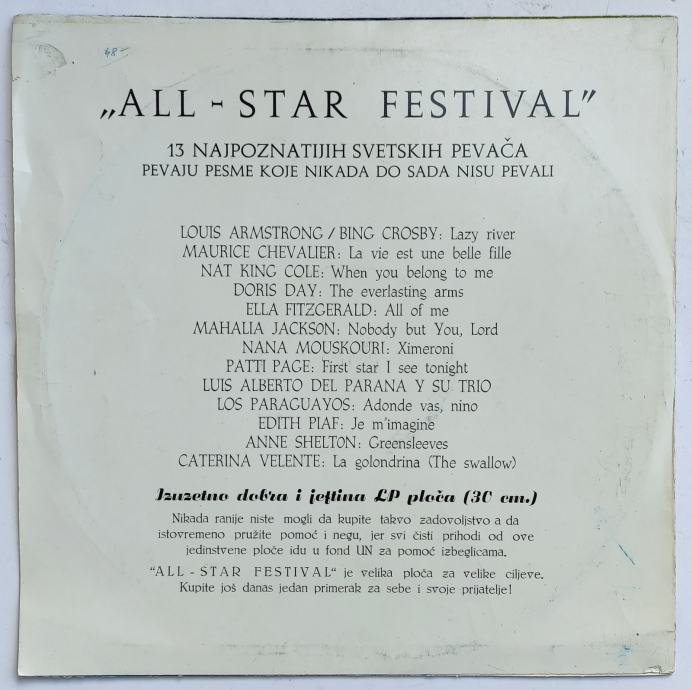 48-
„ALL - STAR FESTIVAL"
13 NAJPOZNATIJIH SVETSKIH PEVAČA
PEVAJU PESME KOJE NIKADA DO SADA NISU PEVALI
LOUIS ARMSTRONG / BING CROSBY: Lazy river
MAURICE CHEVALIER: La vie est une belle fille
NAT KING COLE: When you belong to me
DORIS DAY: The everlasting arms
ELLA FITZGERALD: All of me
MAHALIA JACKSON: Nobody but You, Lord
NANA MOUSKOURI: Ximeroni
PATTI PAGE: First star I see tonight
LUIS ALBERTO DEL PARANA Y SU TRIO
LOS PARAGUAYOS: Adonde vas, nino
EDITH PIAF: Je m'imagine
ANNE SHELTON: Greensleeves
CATERINA VELENTE: La golondrina (The swallow)
Izuzetno dobra i jeftina LP ploča (30 cm.)
Nikada ranije niste mogli da kupite takvo zadovoljstvo a da
istovremeno pružite pomoć i negu, jer svi čisti prihodi od ove
jedinstvene ploče idu u fond UN za pomoć izbeglicama.
"ALL - STAR FESTIVAL" je velika ploča za velike ciljeve.
Kupite još danas jedan primerak za sebe i svoje prijatelje!